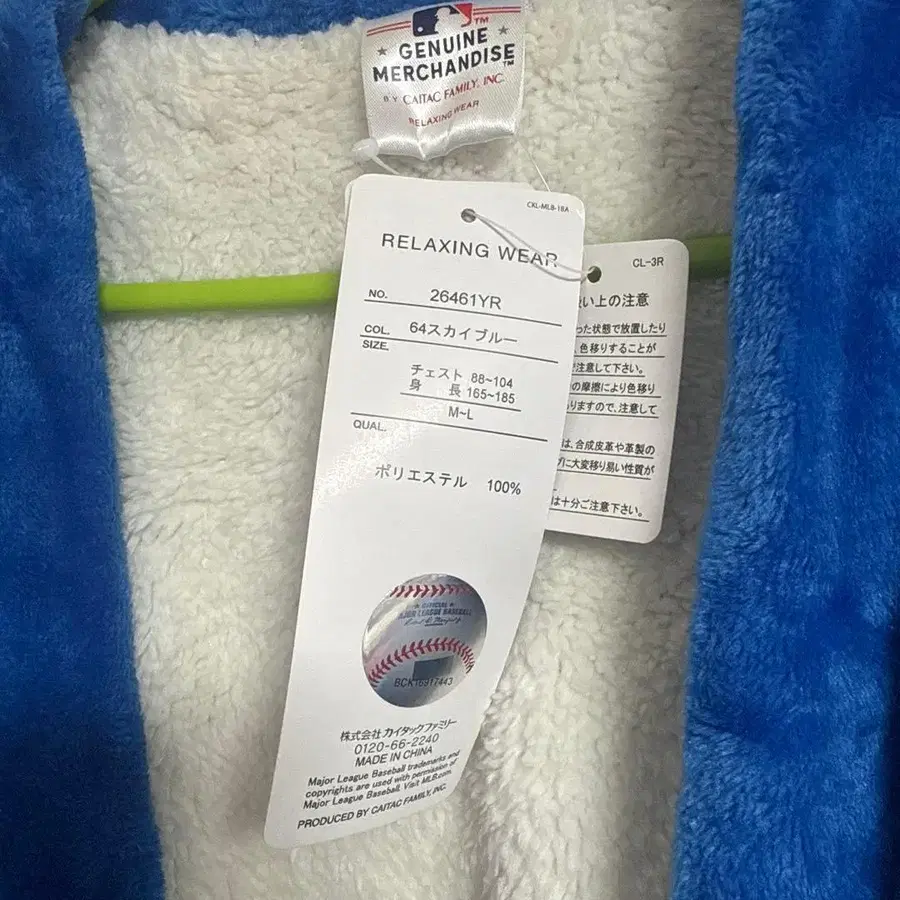 TM
GENUINE
MERCHANDISE™
BY CAITAC FAMILY, INC.
RELAXING WEAR
CKL-MLB-18A
RELAXING WEAR
NO. 26461YR
COL. 64スカイブルー
SIZE.
チェスト 88~104
身 長 165~185
M~L
QUAL.
ポリエステル 100%
OFFICIAL
MAJOR LEAGUE BASEBALL
BCK16917443
株式会社カイタックファミリー
0120-66-2240
MADE IN CHINA
Major League Baseball trademarks and
copyrights are used with permission of
Major League Baseball. Visit MLB.com.
PRODUCED BY CAITAC FAMILY, INC.
CL-3R
い上の注意
った状態で放置したり
色移りすることが
注意して下さい。
の摩擦により色移り
りますので、注意して
は、合成皮革や革製の
に大変移り易い性質が
は十分ご注意下さい。